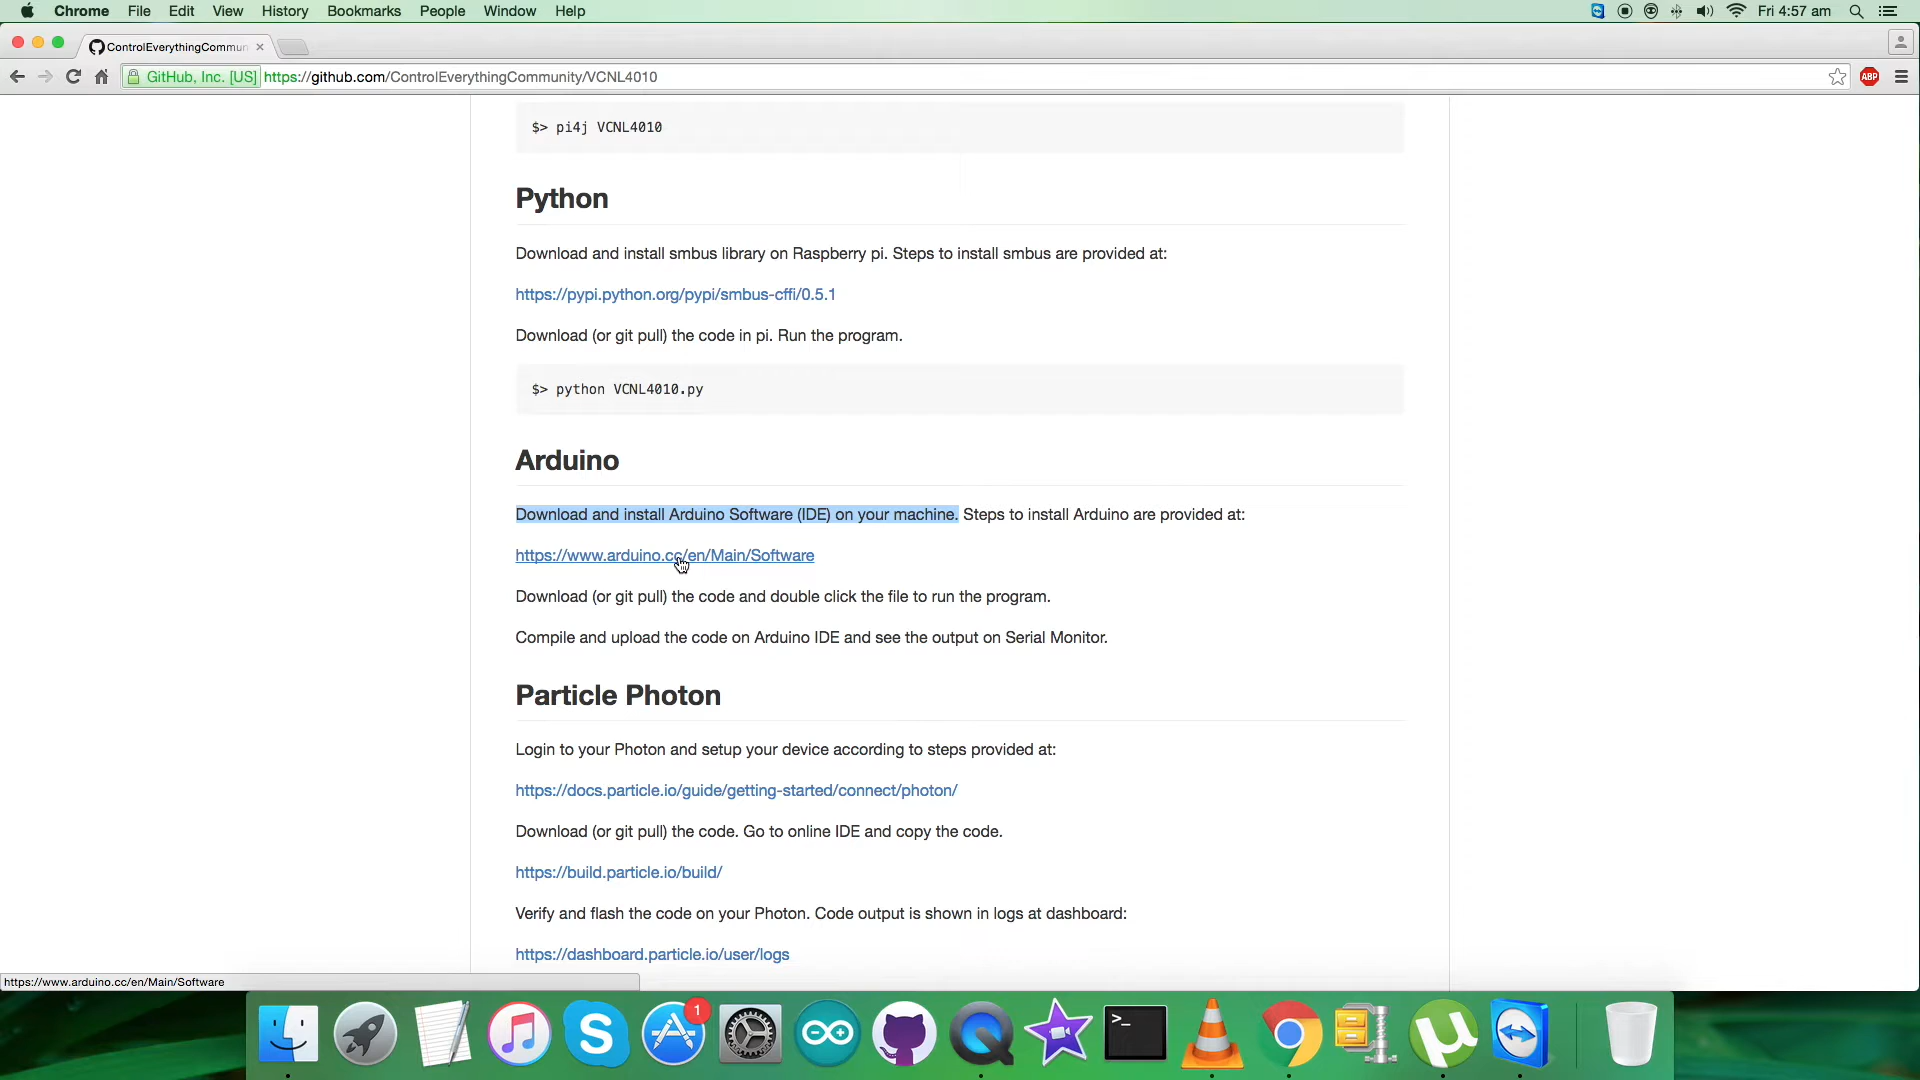 Chrome File Edit View History Bookmarks People Window Help Fri 4:57 am
ControlEverythingCommun
GitHub, Inc. [US] https://github.com/ControlEverythingCommunity/VCNL4010 ABP
$> pi4j VCNL4010
Python
Download and install smbus library on Raspberry pi. Steps to install smbus are provided at:
https://pypi.python.org/pypi/smbus-cffi/0.5.1
Download (or git pull) the code in pi. Run the program.
$> python VCNL4010.py
Arduino
Download and install Arduino Software (IDE) on your machine. Steps to install Arduino are provided at:
https://www.arduino.cc/en/Main/Software
Download (or git pull) the code and double click the file to run the program.
Compile and upload the code on Arduino IDE and see the output on Serial Monitor.
Particle Photon
Login to your Photon and setup your device according to steps provided at:
https://docs.particle.io/guide/getting-started/connect/photon/
Download (or git pull) the code. Go to online IDE and copy the code.
https://build.particle.io/build/
Verify and flash the code on your Photon. Code output is shown in logs at dashboard:
https://dashboard.particle.io/user/logs
https://www.arduino.cc/en/Main/Software
1
>_